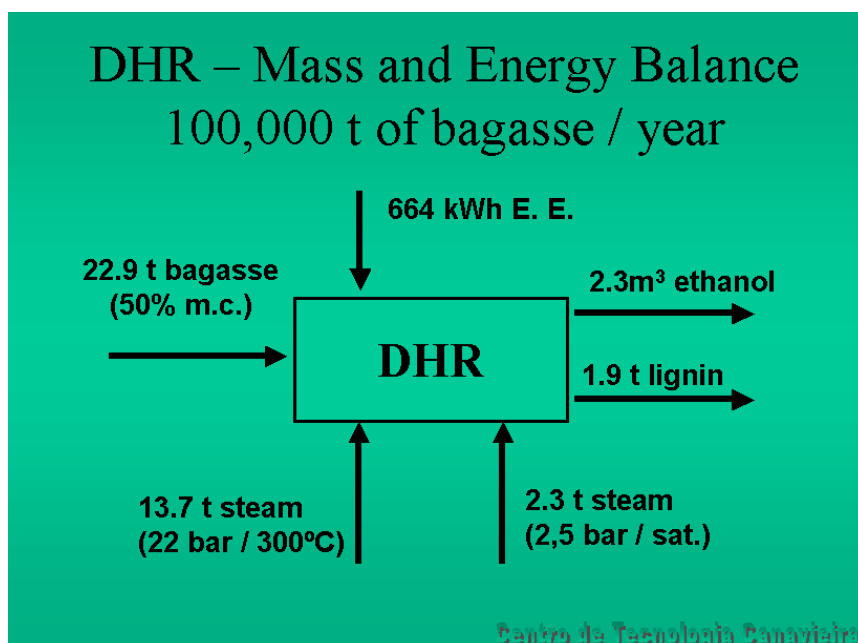 DHR – Mass and Energy Balance
100,000 t of bagasse / year
664 kWh E. E.
22.9 t bagasse
(50% m.c.)
2.3m³ ethanol
DHR
1.9 t lignin
13.7 t steam
(22 bar / 300ºC)
2.3 t steam
(2,5 bar / sat.)
Centro de Tecnologia Canavieira